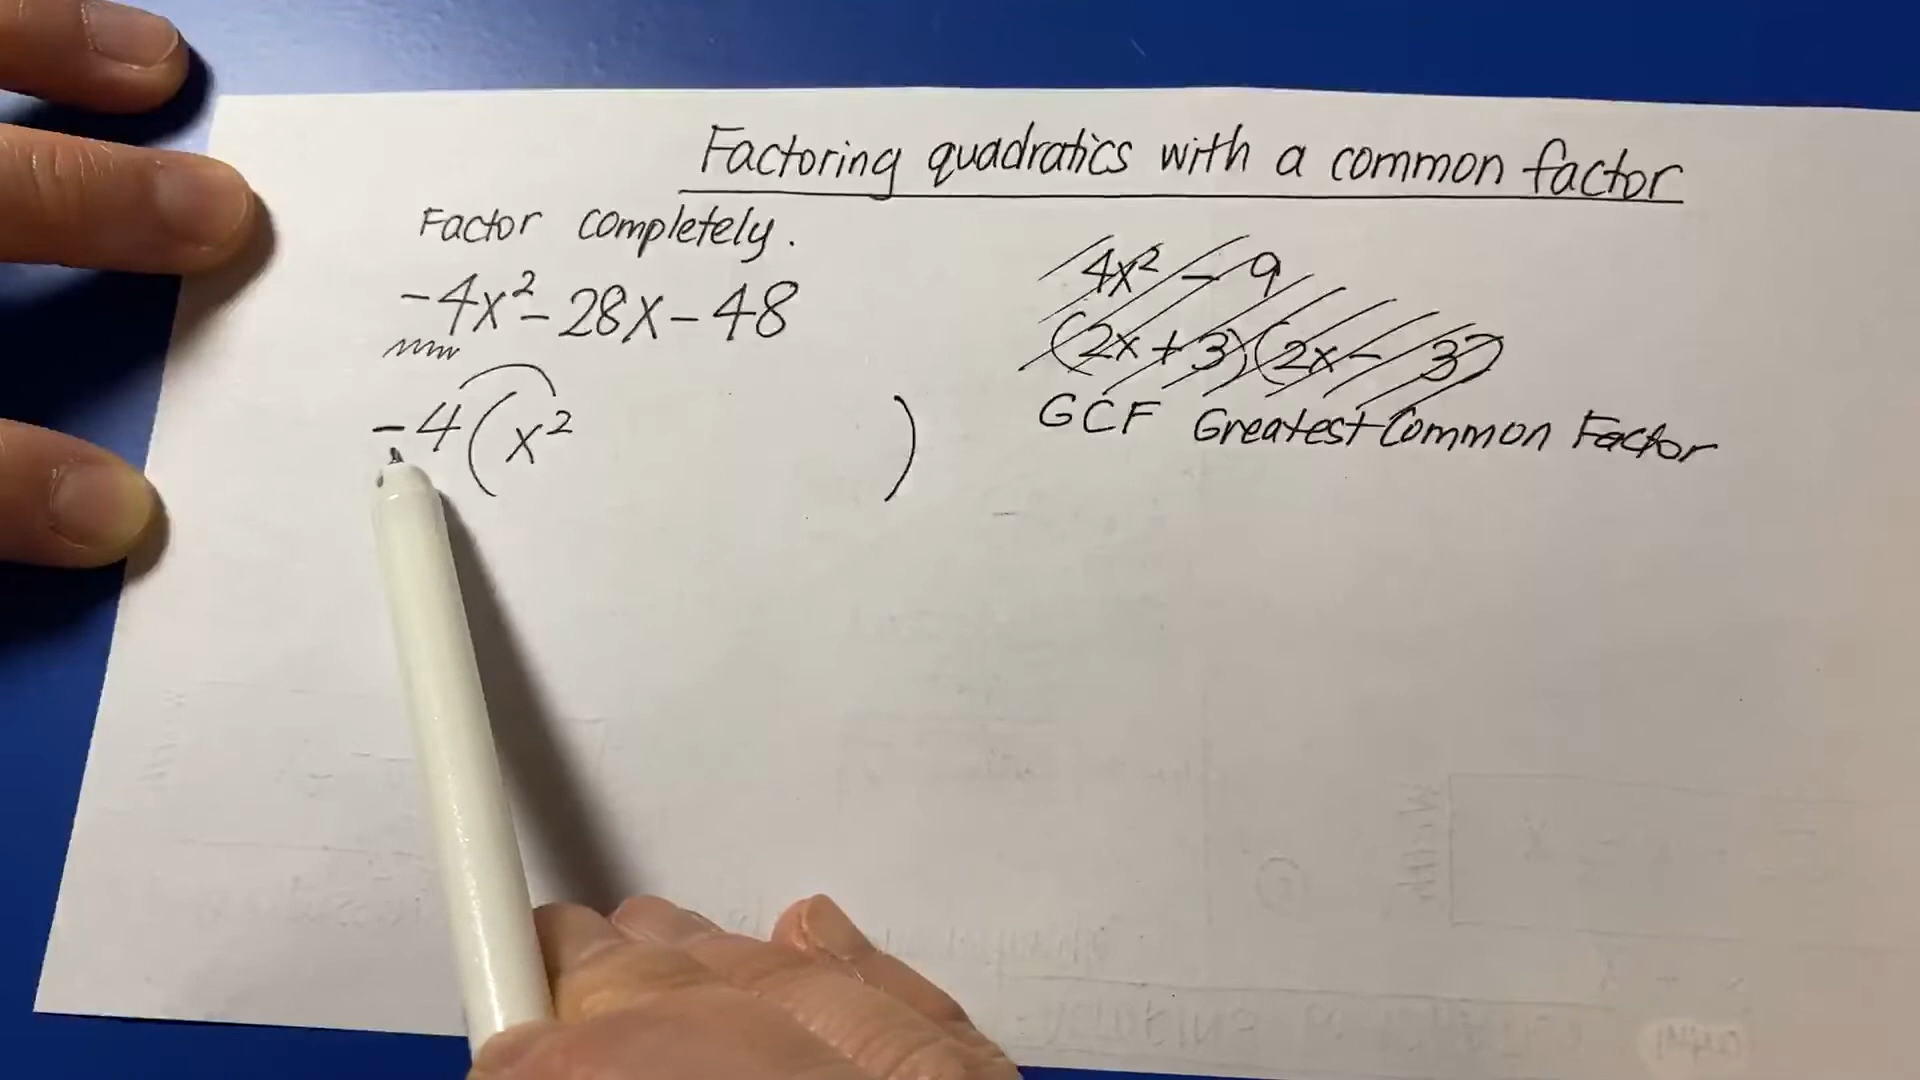 Factoring quadratics with a common factor
Factor completely.
-4x² - 28x - 48
-4(x² )
4x² - 9
(2x + 3)(2x - 3)
GCF Greatest Common Factor